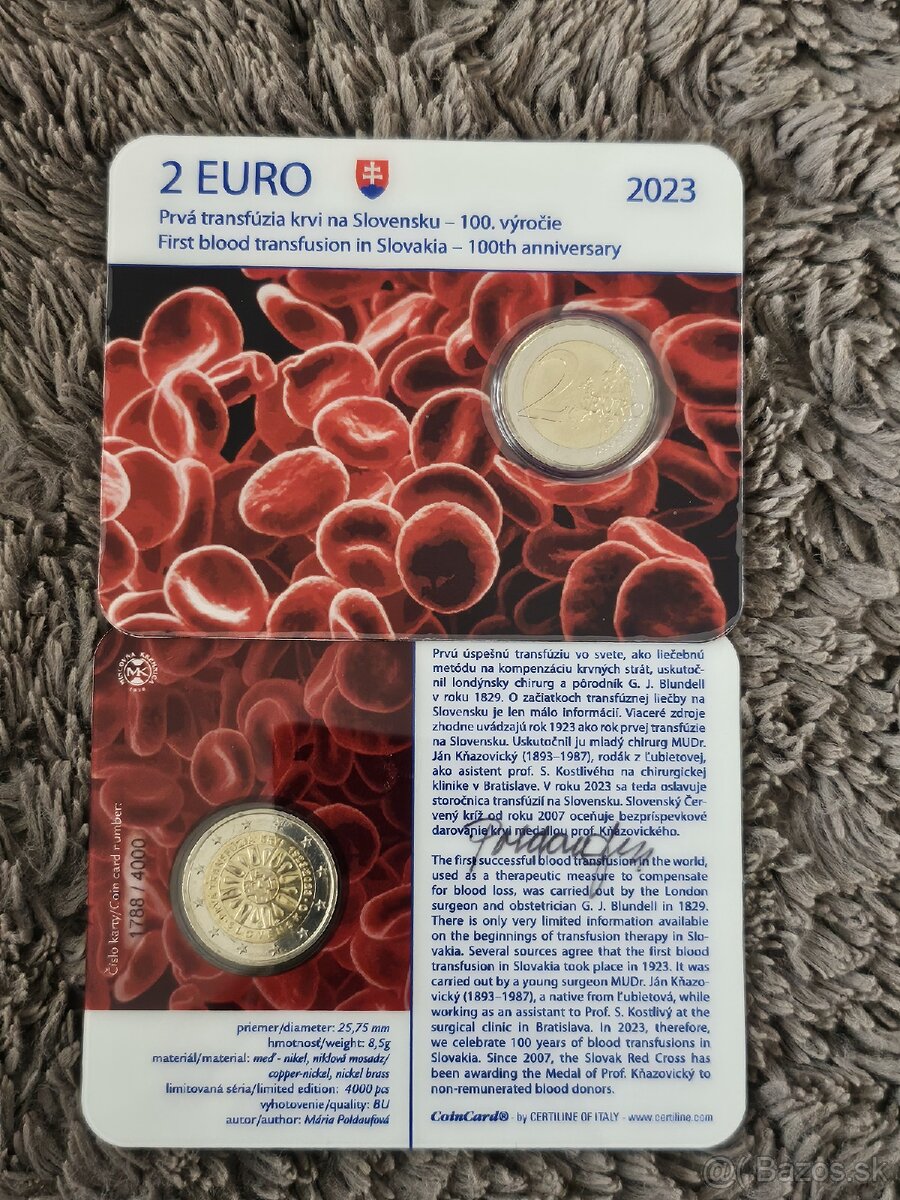 2 EURO
2023
Prvá transfúzia krvi na Slovensku – 100. výročie
First blood transfusion in Slovakia – 100th anniversary
2
MINCOVŇA KREMNICA
MK
1328
Číslo karty/Coin card number:
1788 / 4000
priemer/diameter: 25,75 mm
hmotnosť/weight: 8,5g
materiál/material: meď - nikel, niklová mosadz/
copper-nickel, nickel brass
limitovaná séria/limited edition: 4000 pcs
vyhotovenie/quality: BU
autor/author: Mária Poldaufová
Prvú úspešnú transfúziu vo svete, ako liečebnú
metódu na kompenzáciu krvných strát, uskutoč-
nil londýnsky chirurg a pôrodník G. J. Blundell
v roku 1829. O začiatkoch transfúznej liečby na
Slovensku je len málo informácií. Viaceré zdroje
zhodne uvádzajú rok 1923 ako rok prvej transfúzie
na Slovensku. Uskutočnil ju mladý chirurg MUDr.
Ján Kňazovický (1893–1987), rodák z Ľubietovej,
ako asistent prof. S. Kostlivého na chirurgickej
klinike v Bratislave. V roku 2023 sa teda oslavuje
storočnica transfúzií na Slovensku. Slovenský Čer-
vený kríž od roku 2007 oceňuje bezpríspevkové
darovanie krvi medailou prof. Kňazovického.
The first successful blood transfusion in the world,
used as a therapeutic measure to compensate
for blood loss, was carried out by the London
surgeon and obstetrician G. J. Blundell in 1829.
There is only very limited information available
on the beginnings of transfusion therapy in Slo-
vakia. Several sources agree that the first blood
transfusion in Slovakia took place in 1923. It was
carried out by a young surgeon MUDr. Ján Kňazo-
vický (1893–1987), a native from Ľubietová, while
working as an assistant to Prof. S. Kostlivý at the
surgical clinic in Bratislava. In 2023, therefore,
we celebrate 100 years of blood transfusions in
Slovakia. Since 2007, the Slovak Red Cross has
been awarding the Medal of Prof. Kňazovický to
non-remunerated blood donors.
CoinCard® - by CERTILINE OF ITALY - www.certiline.com
@ Bazos.sk